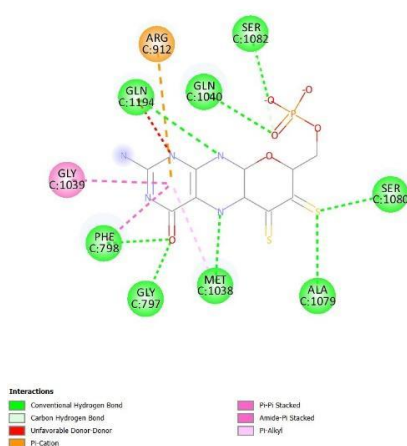 ARG
C:912
SER
C:1082
GLN
C:1194
GLN
C:1040
O
O
P
O
O
N
N
N
O
GLY
C:1039
N
N
SER
C:1080
PHE
C:798
O
S
S
GLY
C:797
MET
C:1038
ALA
C:1079
Interactions
Conventional Hydrogen Bond
Carbon Hydrogen Bond
Unfavorable Donor-Donor
Pi-Cation
Pi-Pi Stacked
Amide-Pi Stacked
Pi-Alkyl